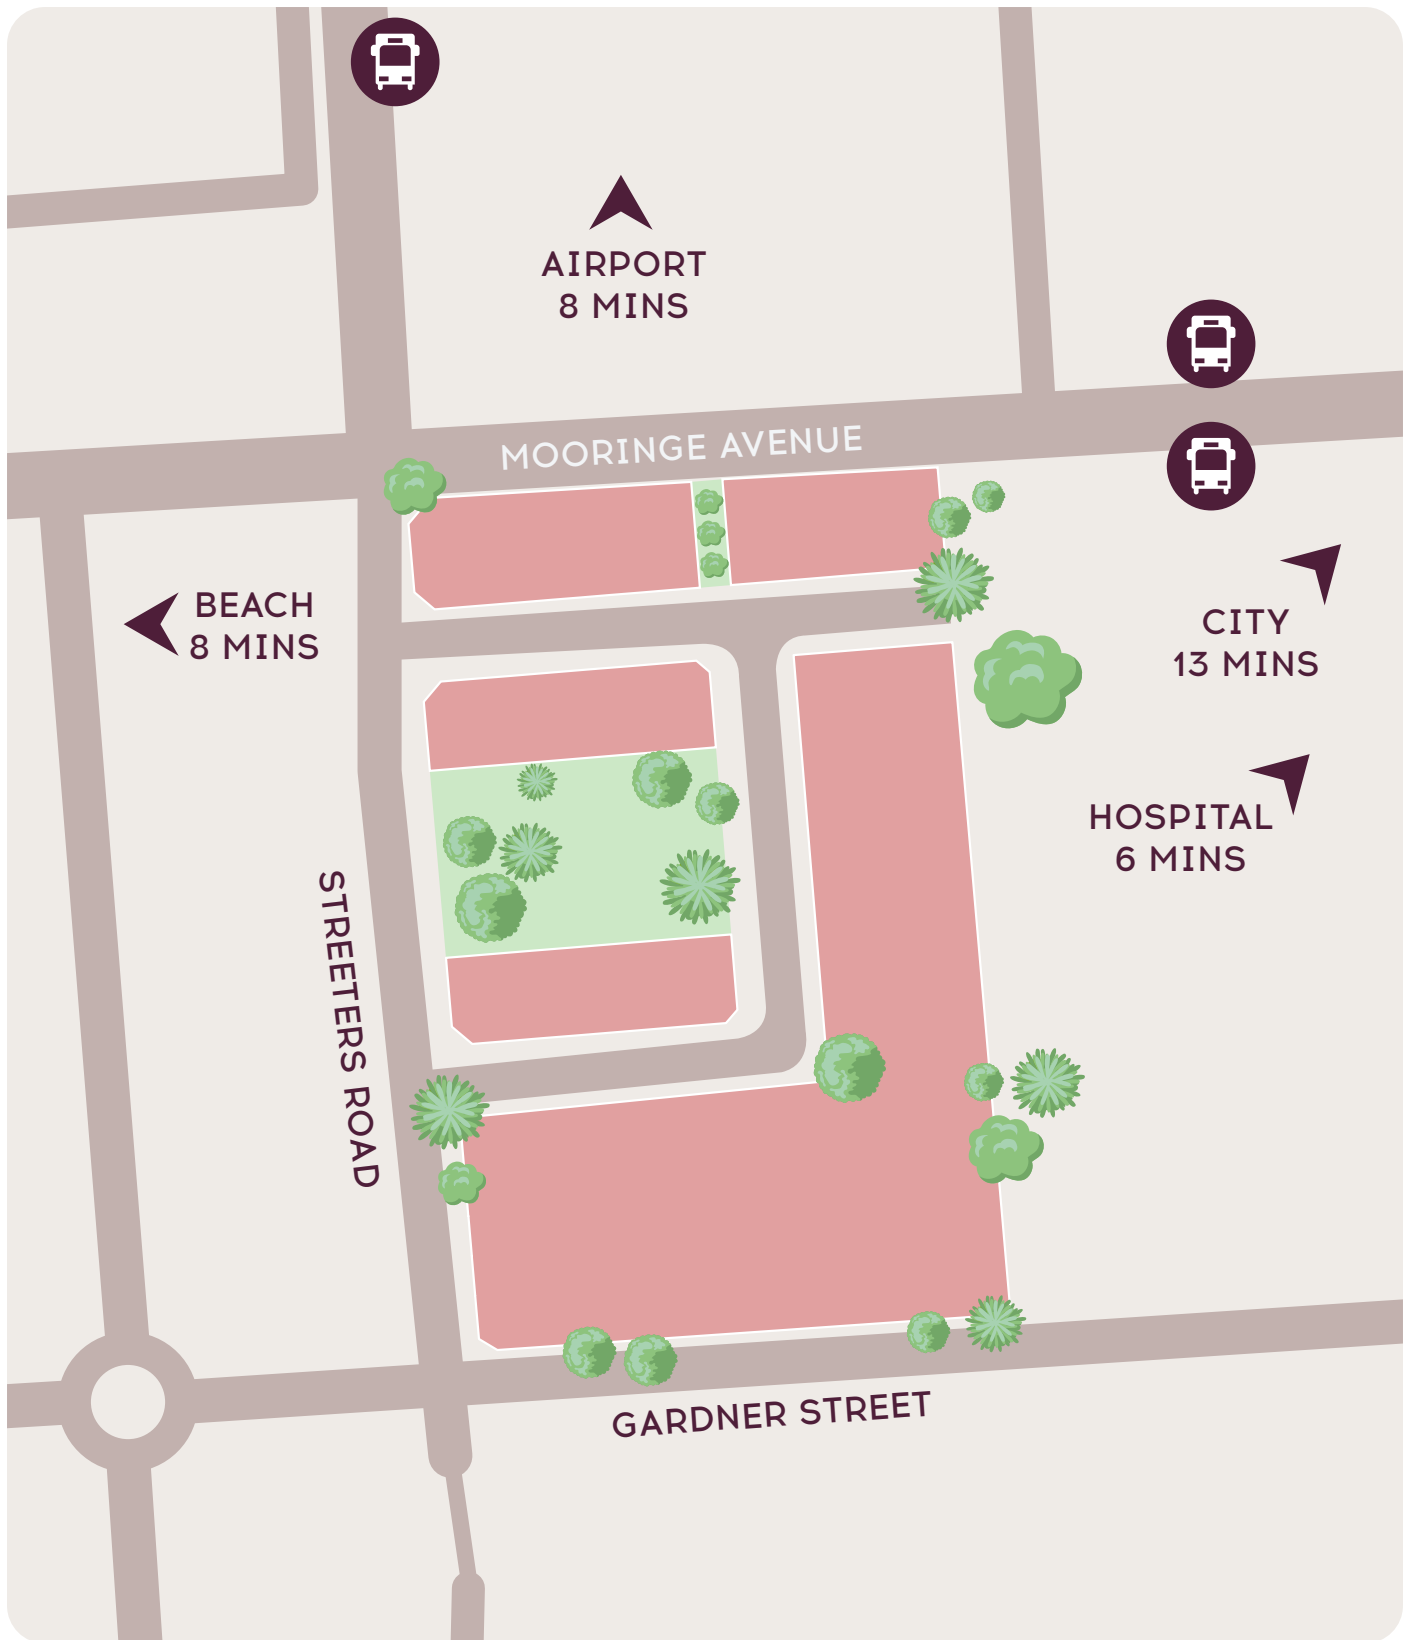 AIRPORT
8 MINS
MOORINGE AVENUE
BEACH
8 MINS
CITY
13 MINS
HOSPITAL
6 MINS
STREETERS ROAD
GARDNER STREET